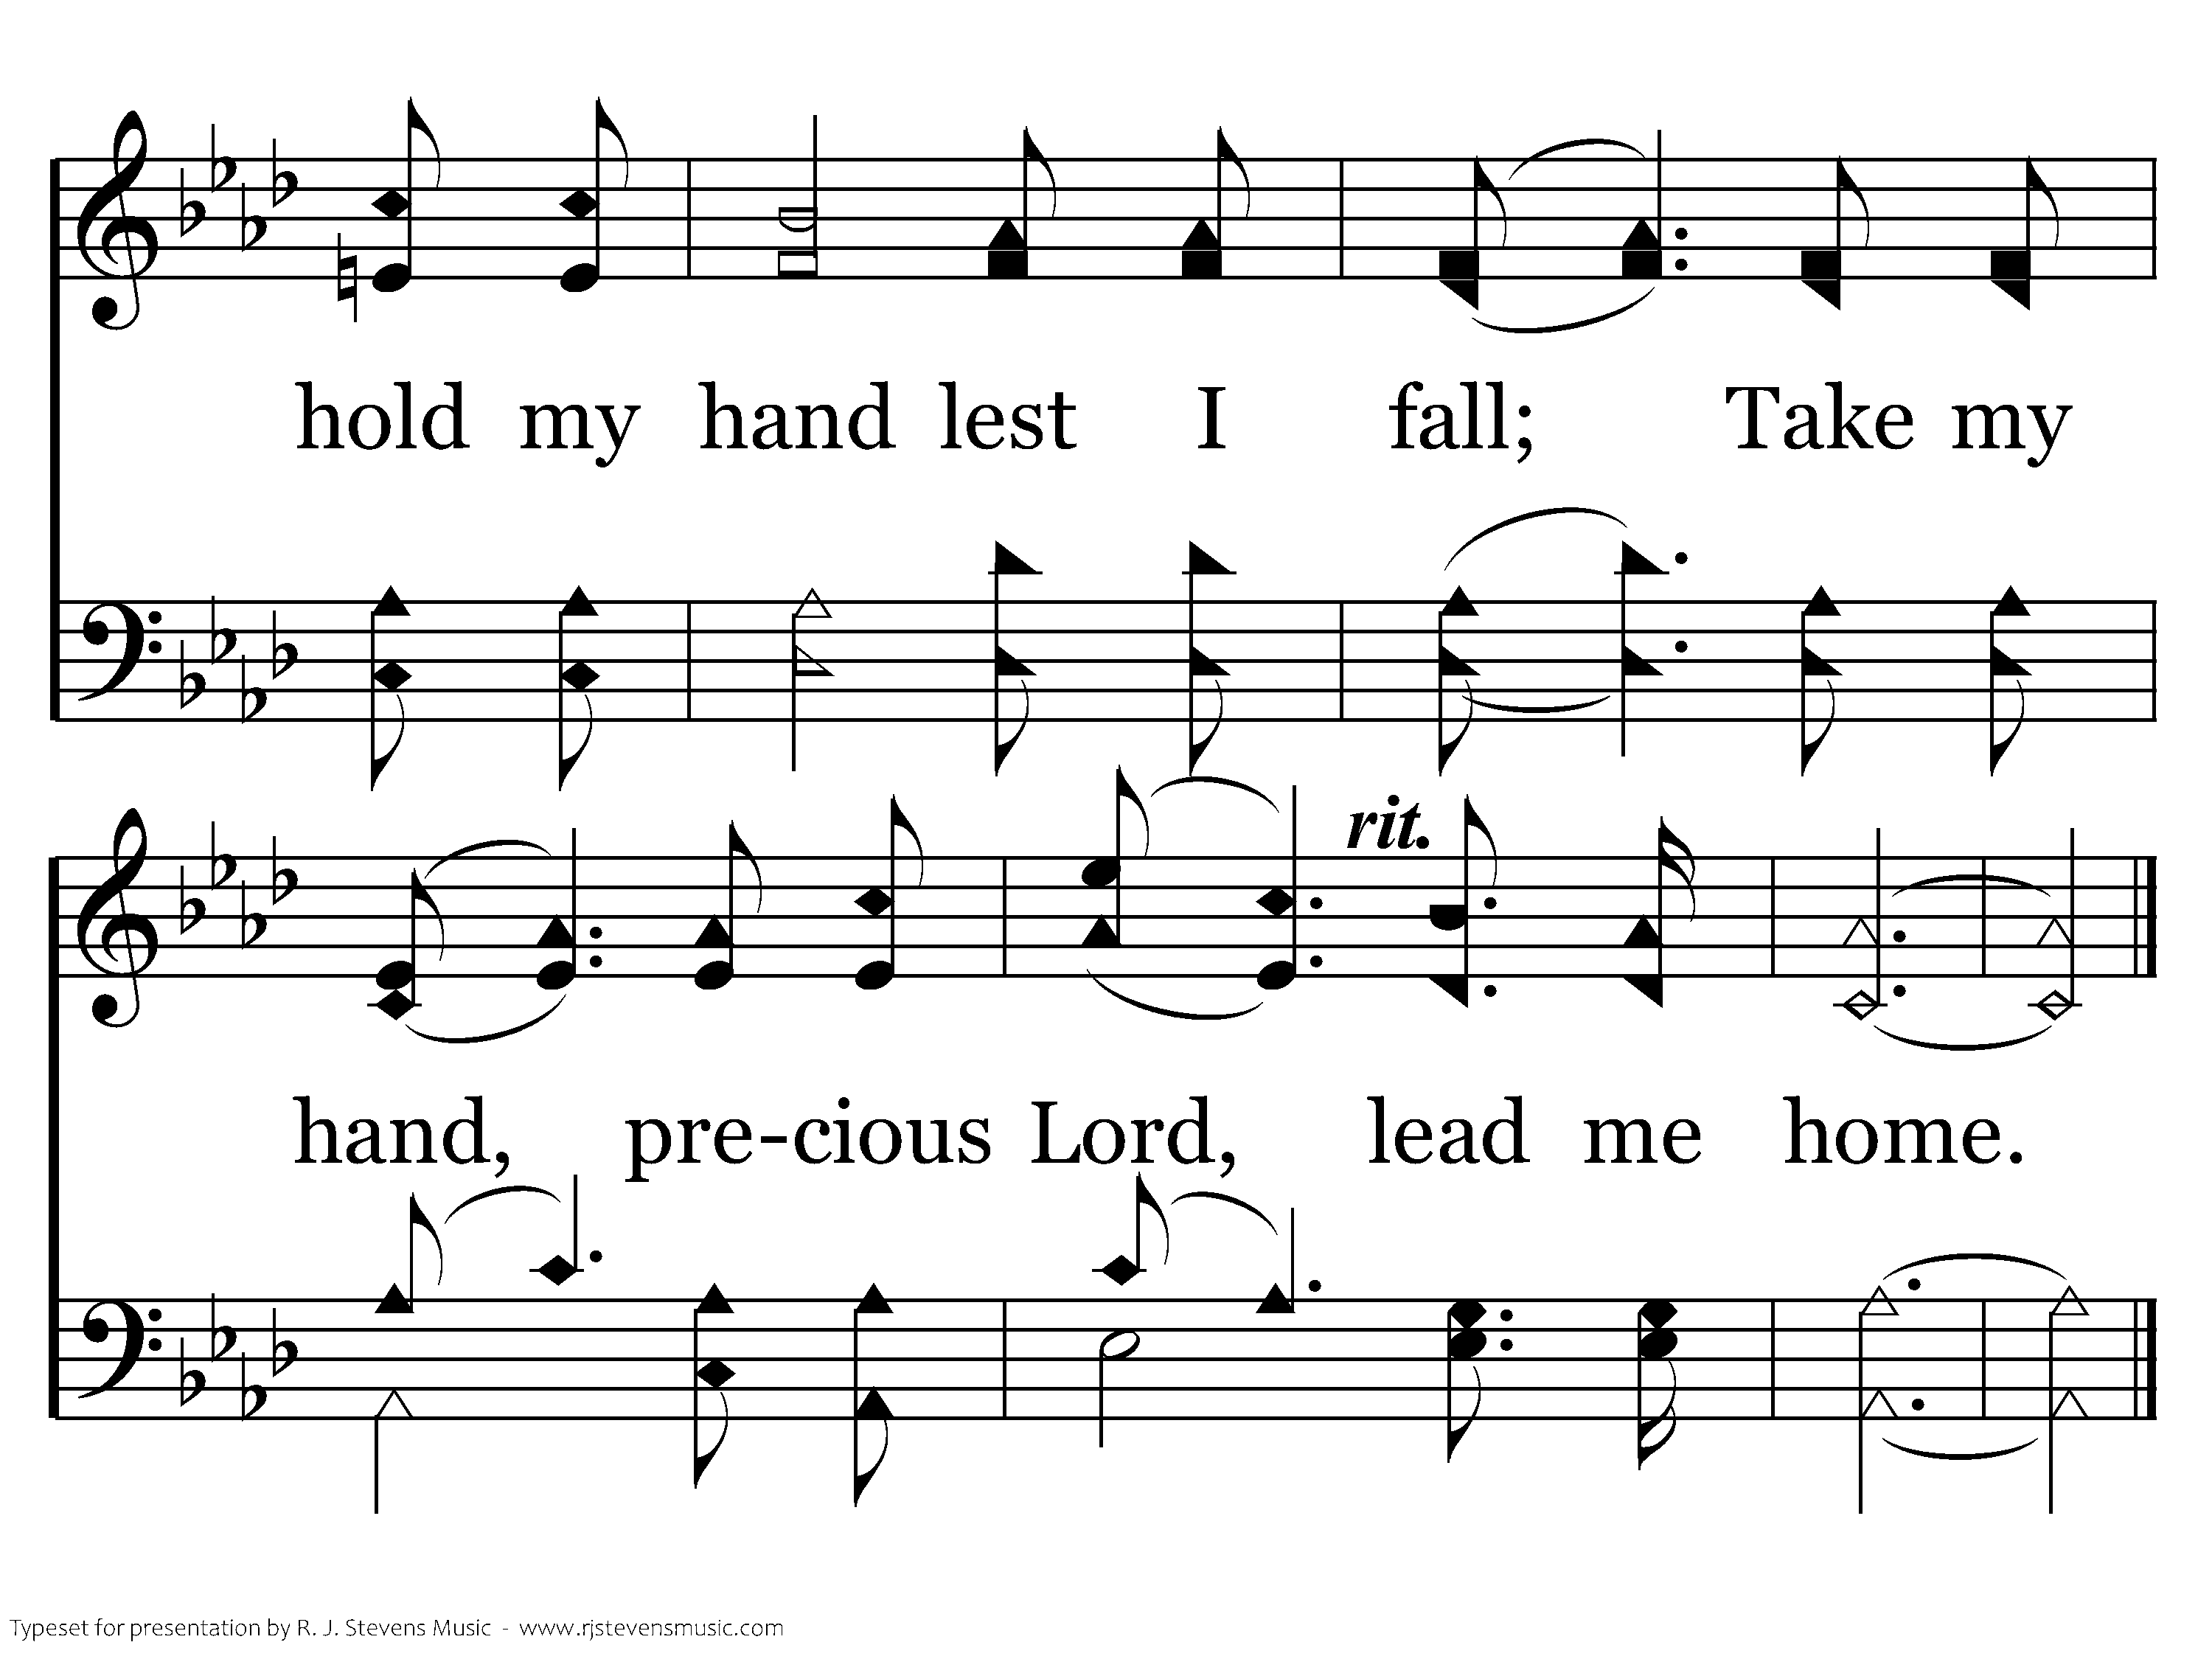 hold my hand lest I fall; Take my
rit.
hand, pre-cious Lord, lead me home.
Typeset for presentation by R. J. Stevens Music - www.rjstevensmusic.com